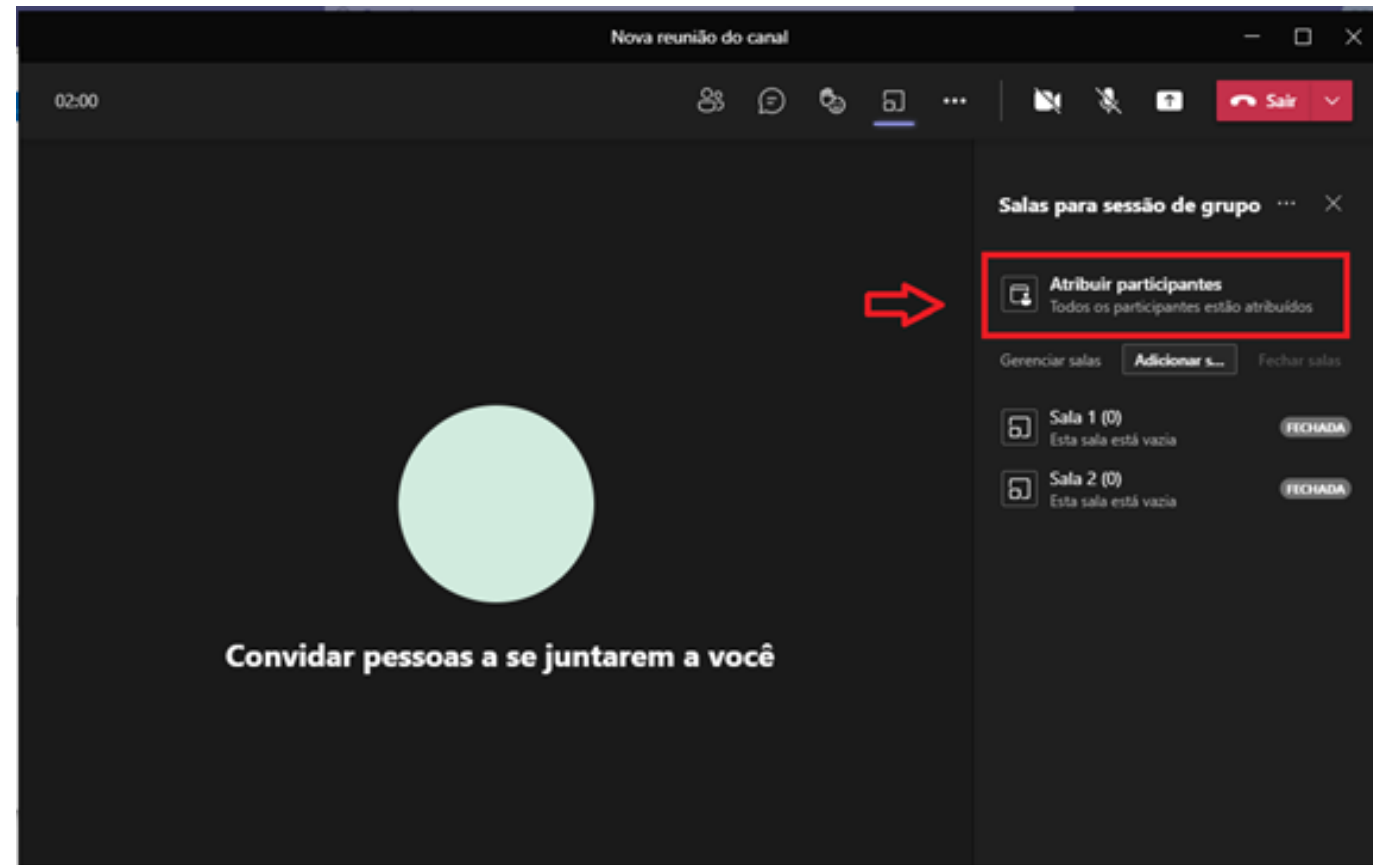 Nova reunião do canal
02:00
Sair
Salas para sessão de grupo
Atribuir participantes
Todos os participantes estão atribuídos
Gerenciar salas Adicionar s... Fechar salas
Sala 1 (0)
Esta sala está vazia
FECHADA
Sala 2 (0)
Esta sala está vazia
FECHADA
Convidar pessoas a se juntarem a você